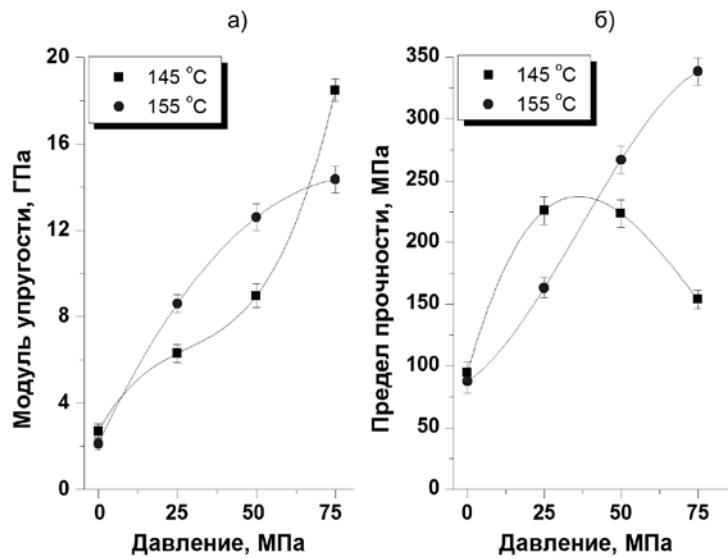 а)
20
16
12
8
4
0
Модуль упругости, ГПа
145 °C
155 °C
0 25 50 75
Давление, МПа
б)
350
300
250
200
150
100
50
0
Предел прочности, МПа
145 °C
155 °C
0 25 50 75
Давление, МПа